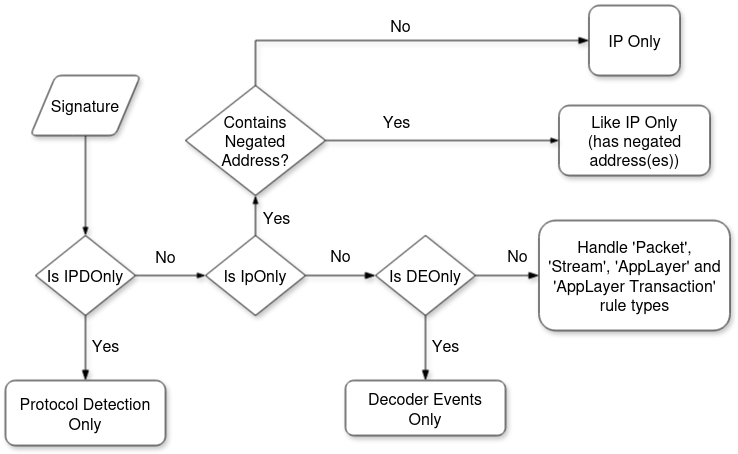 No
IP Only
Signature
Contains
Negated
Address?
Yes
Like IP Only
(has negated
address(es))
Yes
Is IPDOnly
No
Is IpOnly
No
Is DEOnly
No
Handle 'Packet',
'Stream', 'AppLayer' and
'AppLayer Transaction'
rule types
Yes
Yes
Protocol Detection
Only
Decoder Events
Only